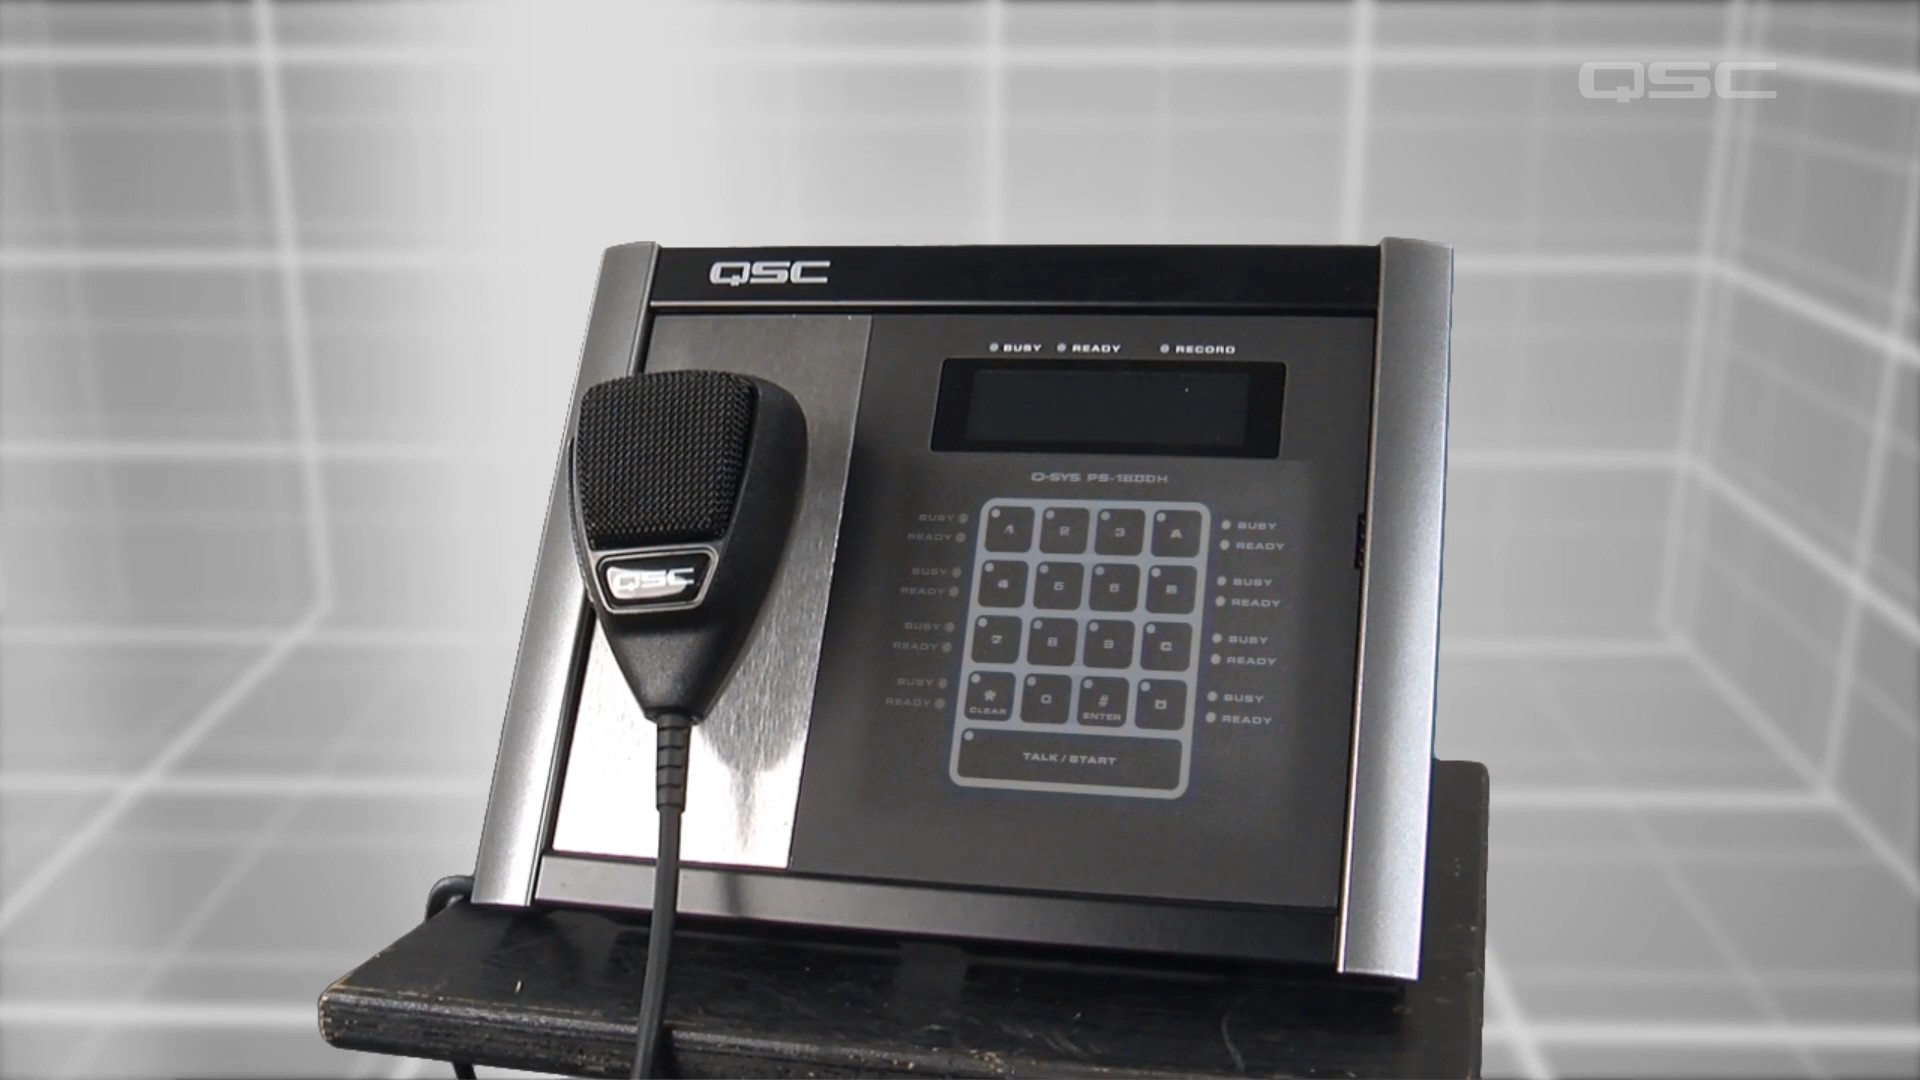 QSC
QSC
BUSY READY RECORD
Q-SYS PS-1600H
BUSY 1 2 3 A BUSY
READY READY
BUSY 4 5 6 B BUSY
READY READY
BUSY 7 8 9 C BUSY
READY READY
BUSY * 0 # D BUSY
READY CLEAR ENTER READY
TALK / START
QSC